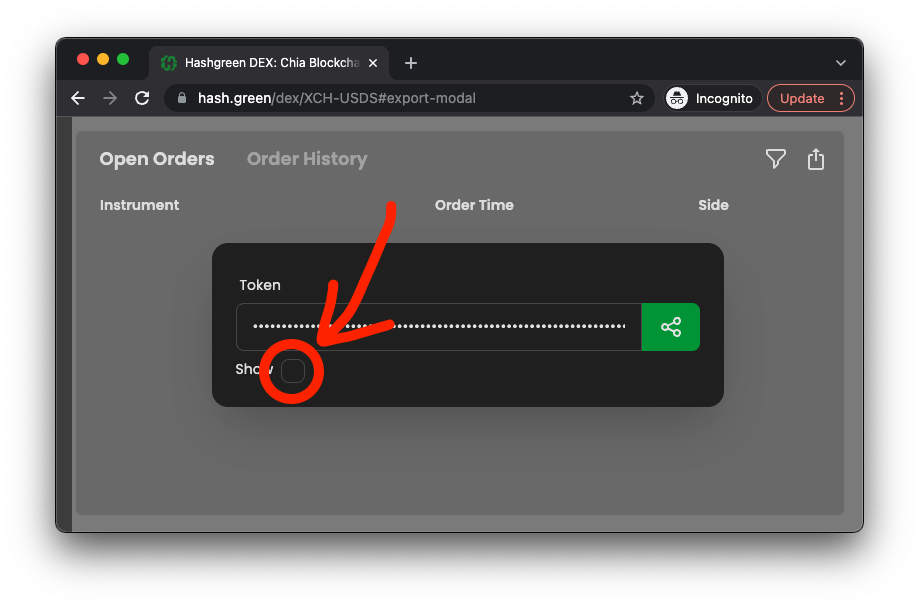 Hashgreen DEX: Chia Blockcha
hash.green/dex/XCH-USDS#export-modal
Incognito
Update
Open Orders
Order History
Instrument
Order Time
Side
Token
Show